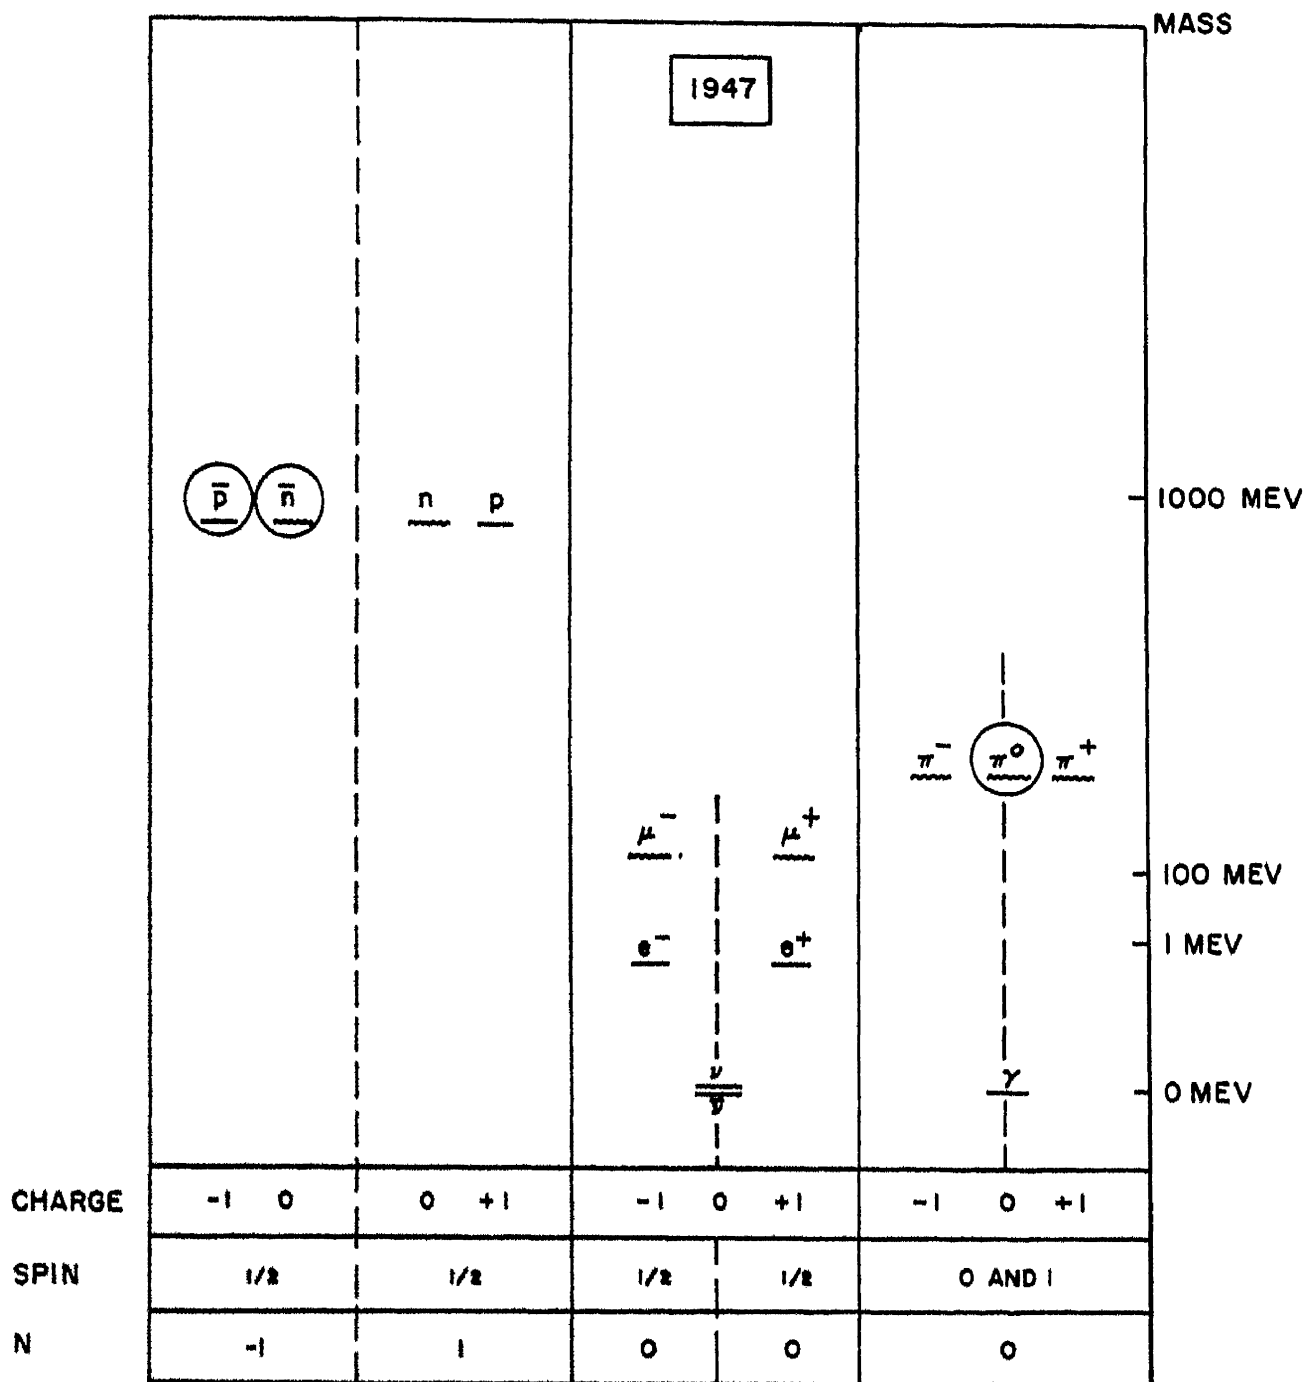 MASS
1947
p̅ n̅ n p 1000 MEV
π⁻ π⁰ π⁺
μ⁻ μ⁺
100 MEV
e⁻ e⁺ 1 MEV
ν γ
ν̅ 0 MEV
CHARGE -1 0 0 +1 -1 0 +1 -1 0 +1
SPIN 1/2 1/2 1/2 1/2 0 AND 1
N -1 1 0 0 0